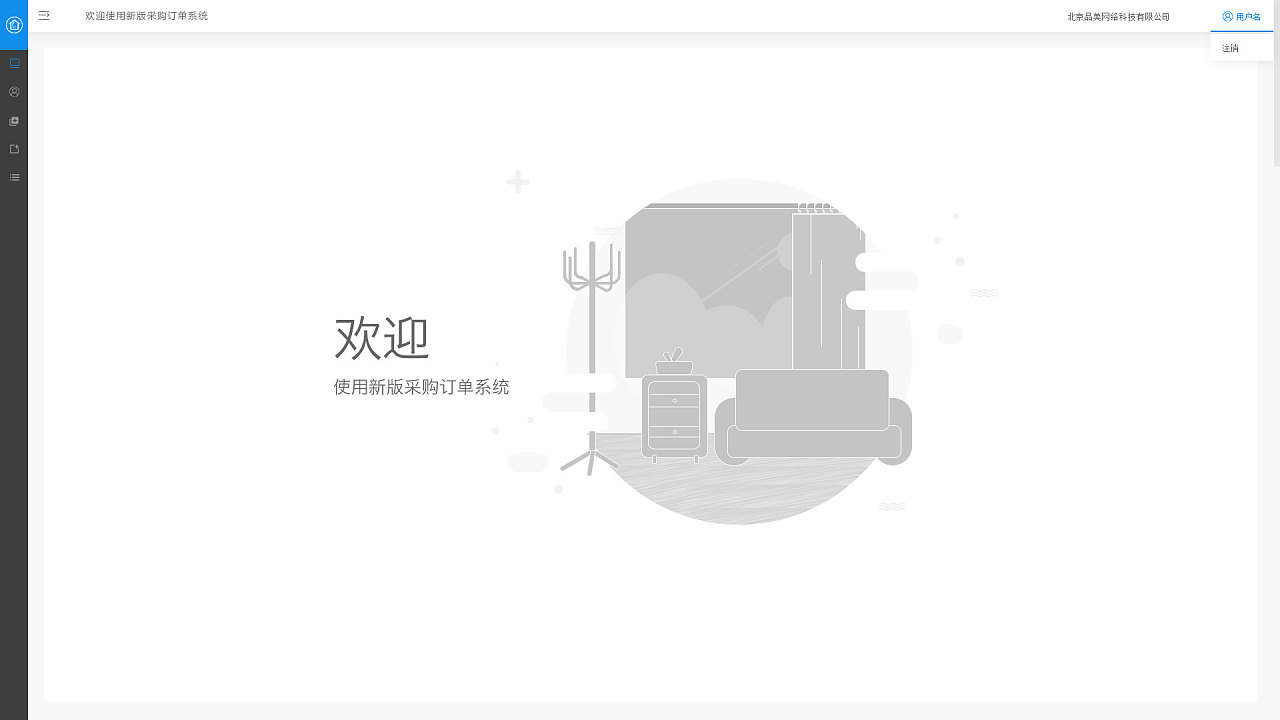 欢迎使用新版采购订单系统
北京品美网络科技有限公司
用户名
注销
欢迎
使用新版采购订单系统